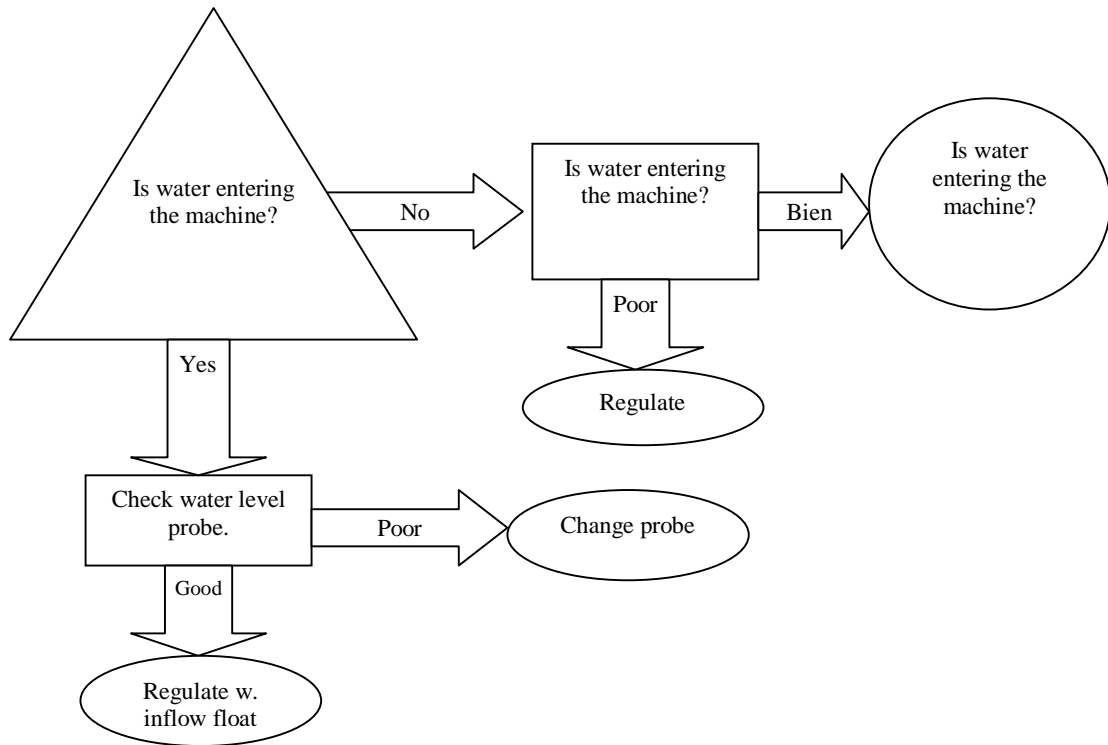 Is water entering
the machine?
No
Is water entering
the machine?
Bien
Is water
entering the
machine?
Poor
Regulate
Yes
Check water level
probe.
Poor
Change probe
Good
Regulate w.
inflow float